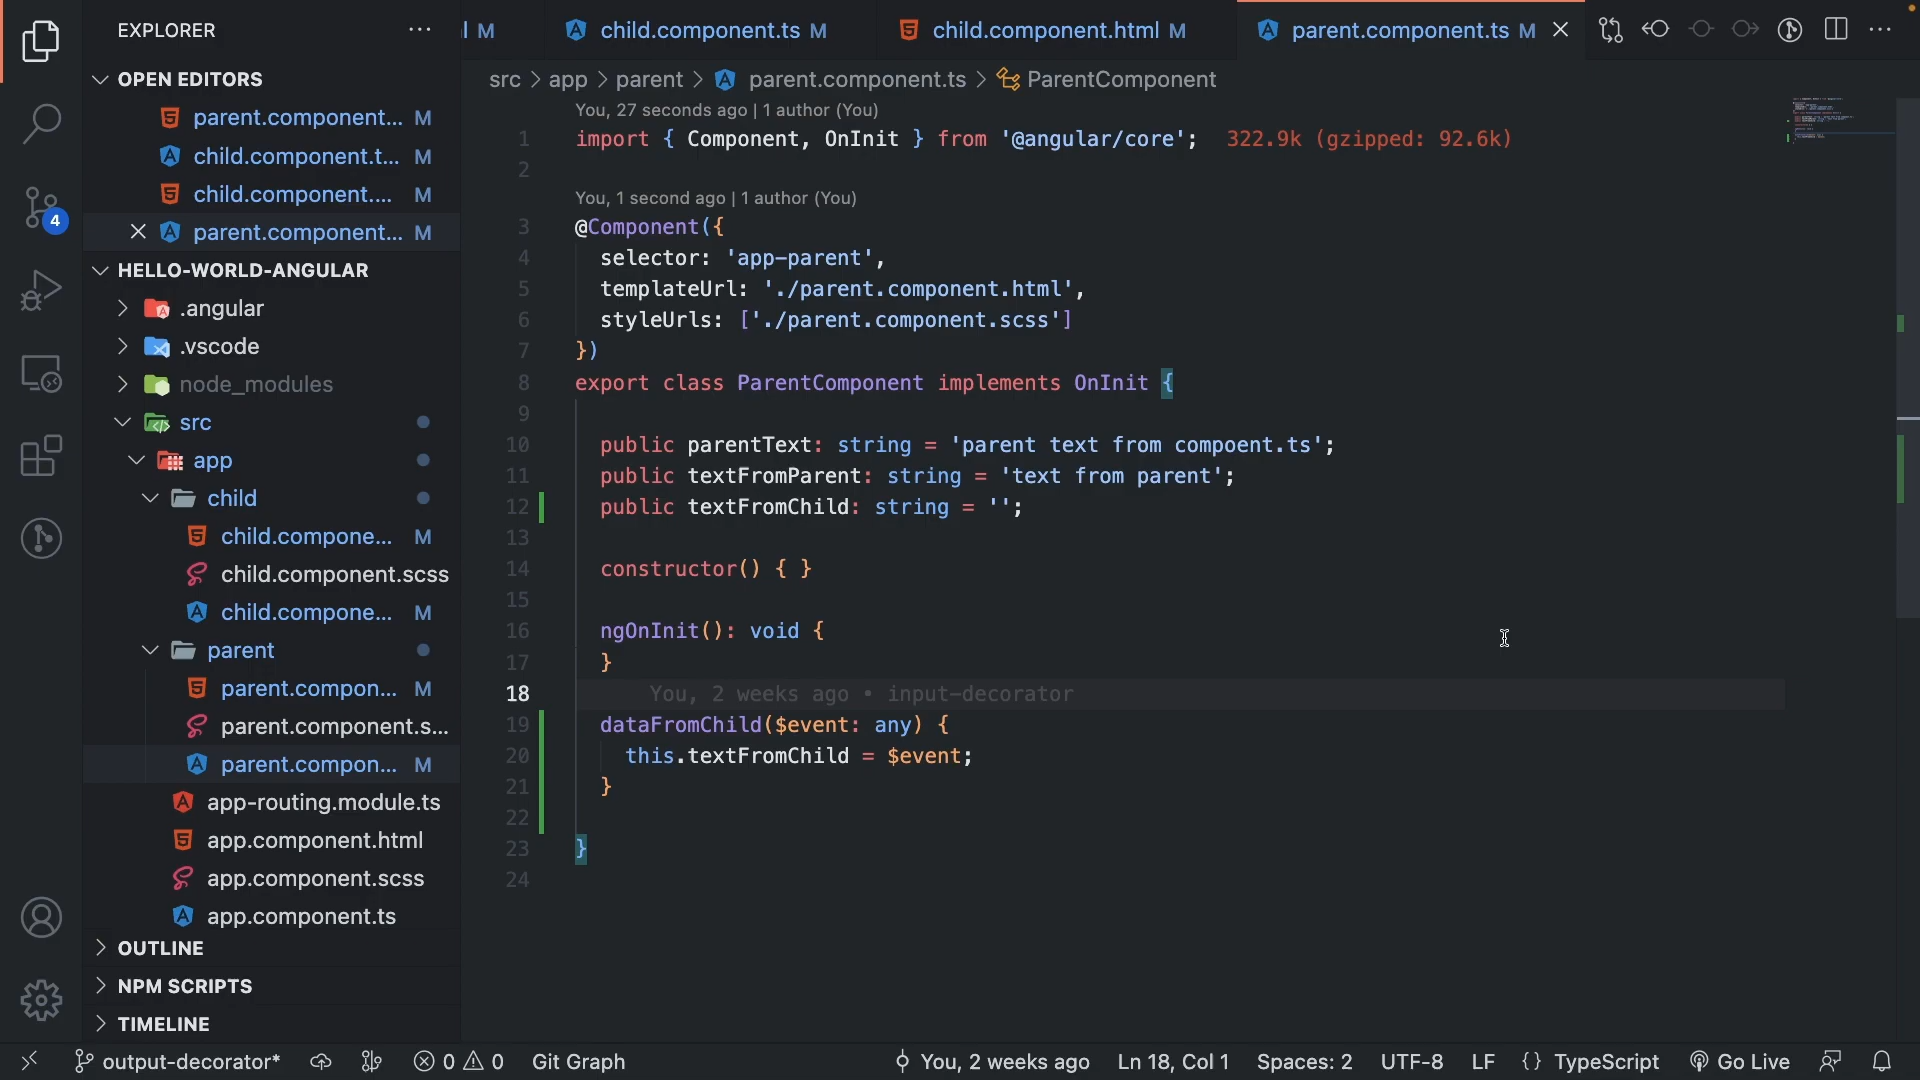 EXPLORER
l M
child.component.ts M
child.component.html M
parent.component.ts M
OPEN EDITORS
parent.component... M
child.component.t... M
child.component.... M
parent.component... M
HELLO-WORLD-ANGULAR
.angular
.vscode
node_modules
src
app
child
child.compone... M
child.component.scss
child.compone... M
parent
parent.compon... M
parent.component.s...
parent.compon... M
app-routing.module.ts
app.component.html
app.component.scss
app.component.ts
OUTLINE
NPM SCRIPTS
TIMELINE
4
src > app > parent > parent.component.ts > ParentComponent
You, 27 seconds ago | 1 author (You)
1 import { Component, OnInit } from '@angular/core'; 322.9k (gzipped: 92.6k)
2
You, 1 second ago | 1 author (You)
3 @Component({
4 selector: 'app-parent',
5 templateUrl: './parent.component.html',
6 styleUrls: ['./parent.component.scss']
7 })
8 export class ParentComponent implements OnInit {
9
10 public parentText: string = 'parent text from compoent.ts';
11 public textFromParent: string = 'text from parent';
12 public textFromChild: string = '';
13
14 constructor() { }
15
16 ngOnInit(): void {
17 }
18 You, 2 weeks ago • input-decorator
19 dataFromChild($event: any) {
20 this.textFromChild = $event;
21 }
22
23 }
24
output-decorator* 0 0 Git Graph You, 2 weeks ago Ln 18, Col 1 Spaces: 2 UTF-8 LF {} TypeScript Go Live